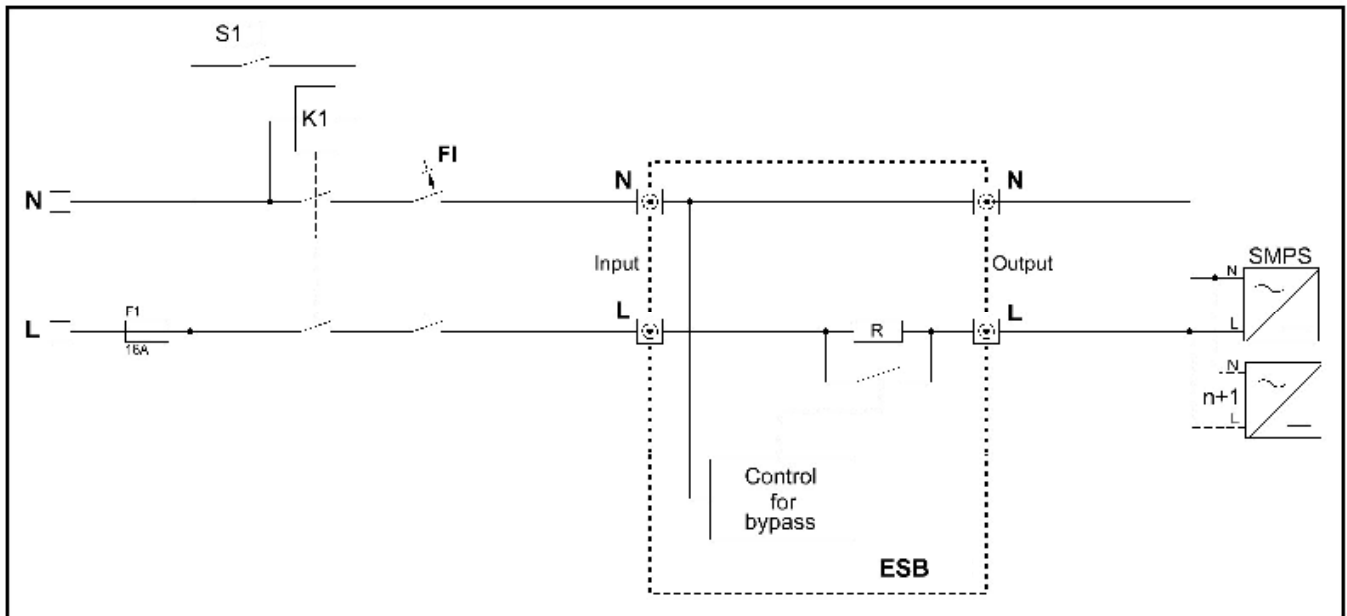 S1
K1
FI
N
N
N
Input
Output
SMPS
N
L
F1
16A
L
L
R
L
N
n+1
L
Control
for
bypass
ESB